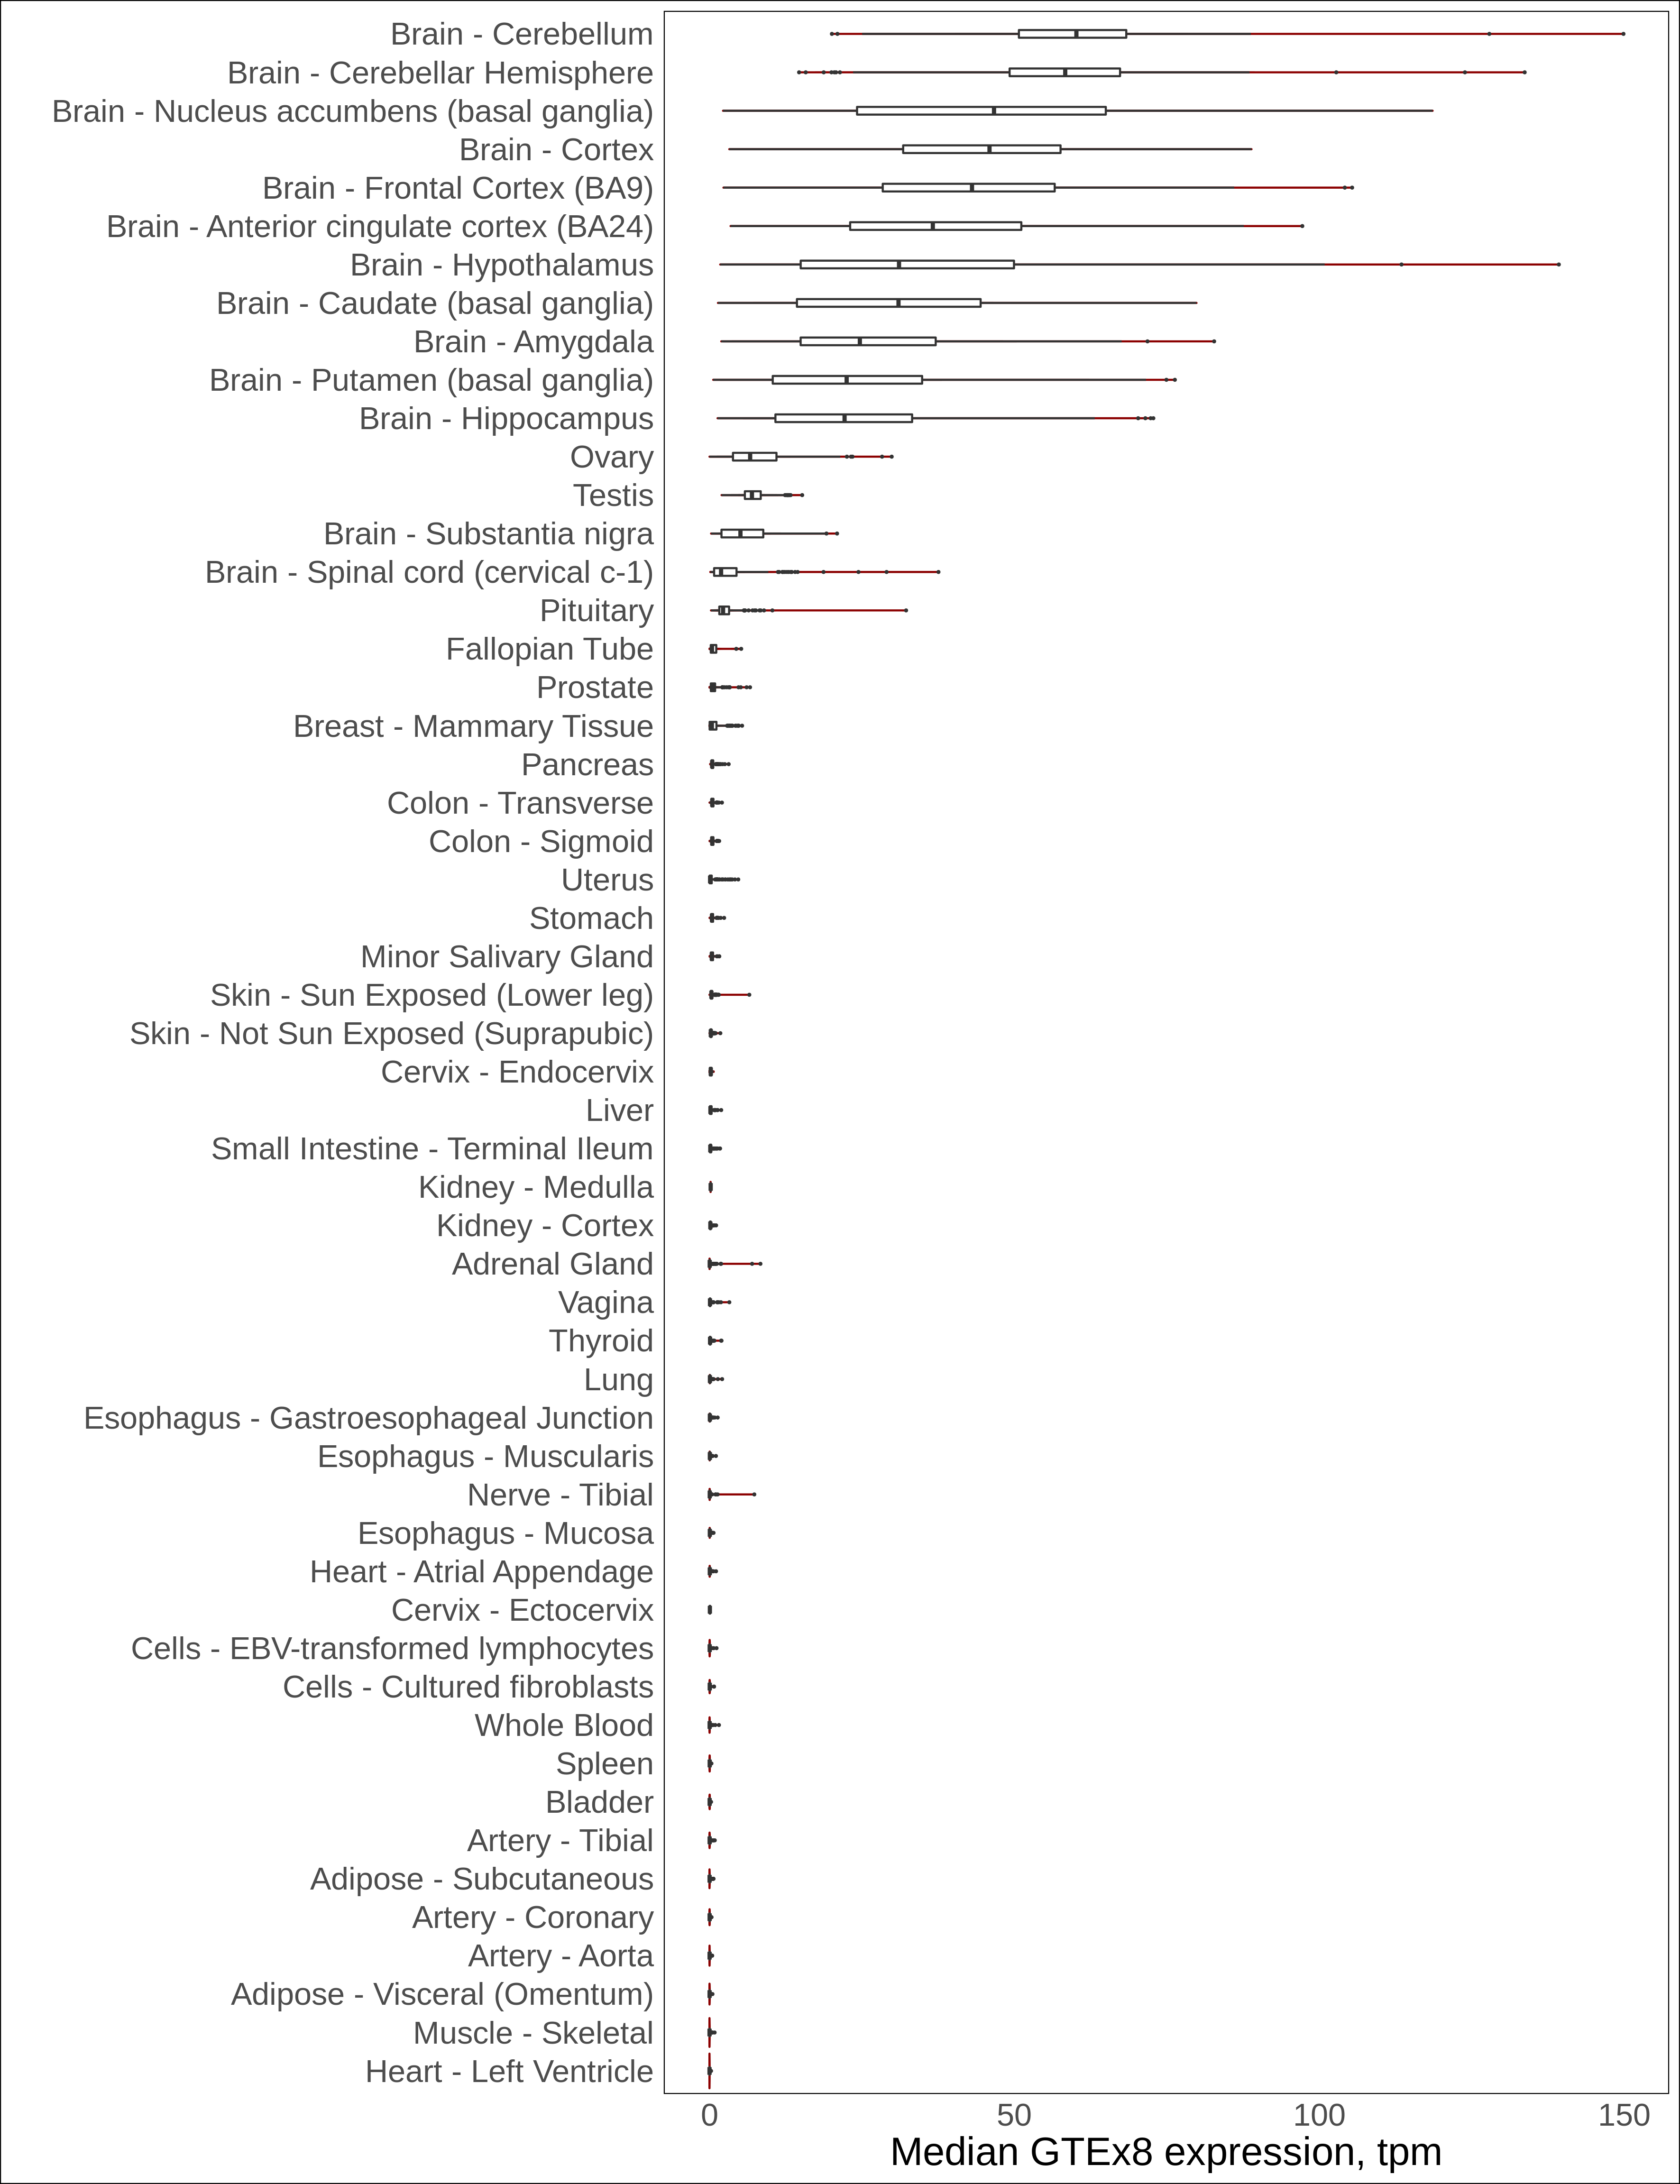 Brain - Cerebellum
Brain - Cerebellar Hemisphere
Brain - Nucleus accumbens (basal ganglia)
Brain - Cortex
Brain - Frontal Cortex (BA9)
Brain - Anterior cingulate cortex (BA24)
Brain - Hypothalamus
Brain - Caudate (basal ganglia)
Brain - Amygdala
Brain - Putamen (basal ganglia)
Brain - Hippocampus
Ovary
Testis
Brain - Substantia nigra
Brain - Spinal cord (cervical c-1)
Pituitary
Fallopian Tube
Prostate
Breast - Mammary Tissue
Pancreas
Colon - Transverse
Colon - Sigmoid
Uterus
Stomach
Minor Salivary Gland
Skin - Sun Exposed (Lower leg)
Skin - Not Sun Exposed (Suprapubic)
Cervix - Endocervix
Liver
Small Intestine - Terminal Ileum
Kidney - Medulla
Kidney - Cortex
Adrenal Gland
Vagina
Thyroid
Lung
Esophagus - Gastroesophageal Junction
Esophagus - Muscularis
Nerve - Tibial
Esophagus - Mucosa
Heart - Atrial Appendage
Cervix - Ectocervix
Cells - EBV-transformed lymphocytes
Cells - Cultured fibroblasts
Whole Blood
Spleen
Bladder
Artery - Tibial
Adipose - Subcutaneous
Artery - Coronary
Artery - Aorta
Adipose - Visceral (Omentum)
Muscle - Skeletal
Heart - Left Ventricle
0 50 100 150
Median GTEx8 expression, tpm